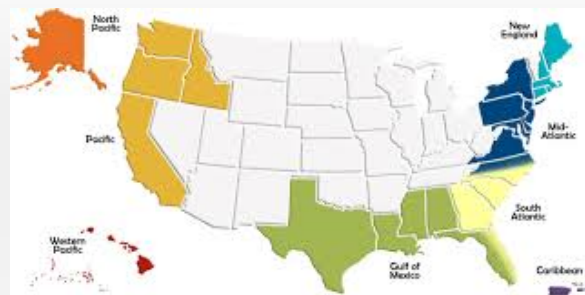 North
Pacific
New
England
Pacific
Mid-
Atlantic
South
Atlantic
Western
Pacific
Gulf of
Mexico
Caribbean